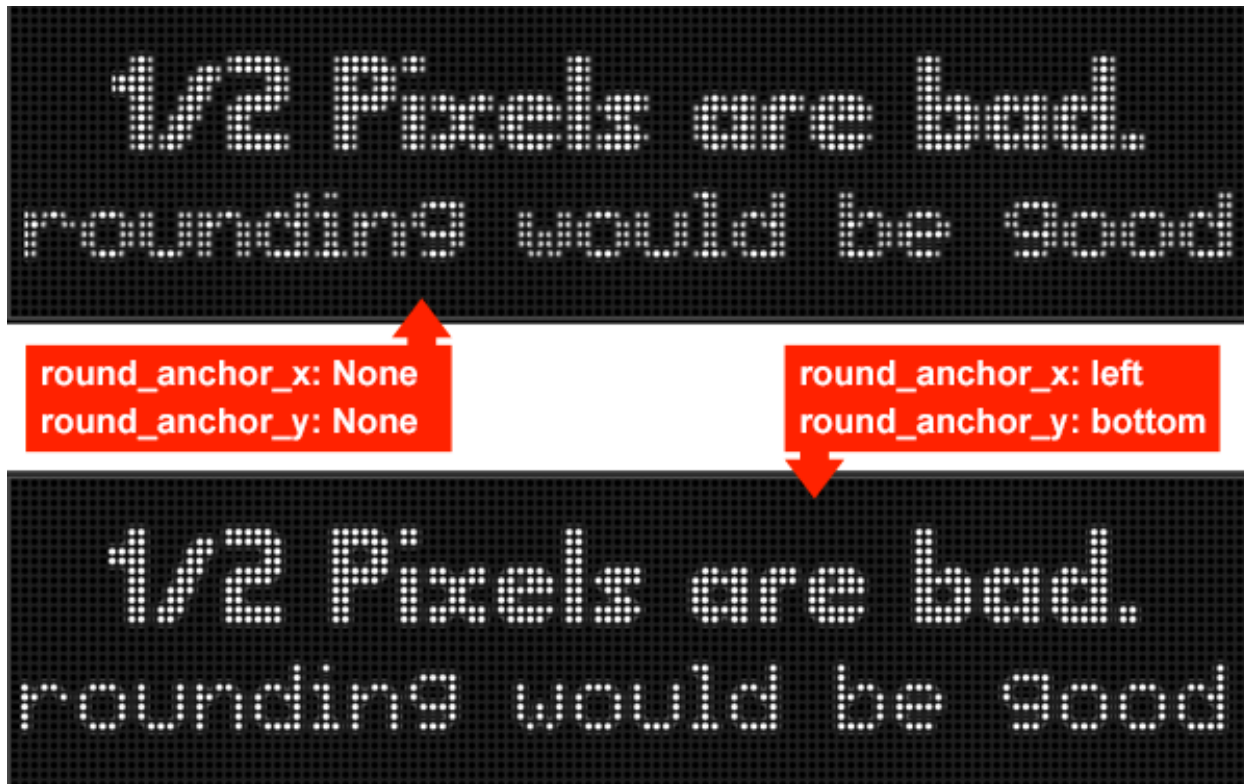 1/2 Pixels are bad.
rounding would be good
round_anchor_x: None
round_anchor_y: None
round_anchor_x: left
round_anchor_y: bottom
1/2 Pixels are bad.
rounding would be good